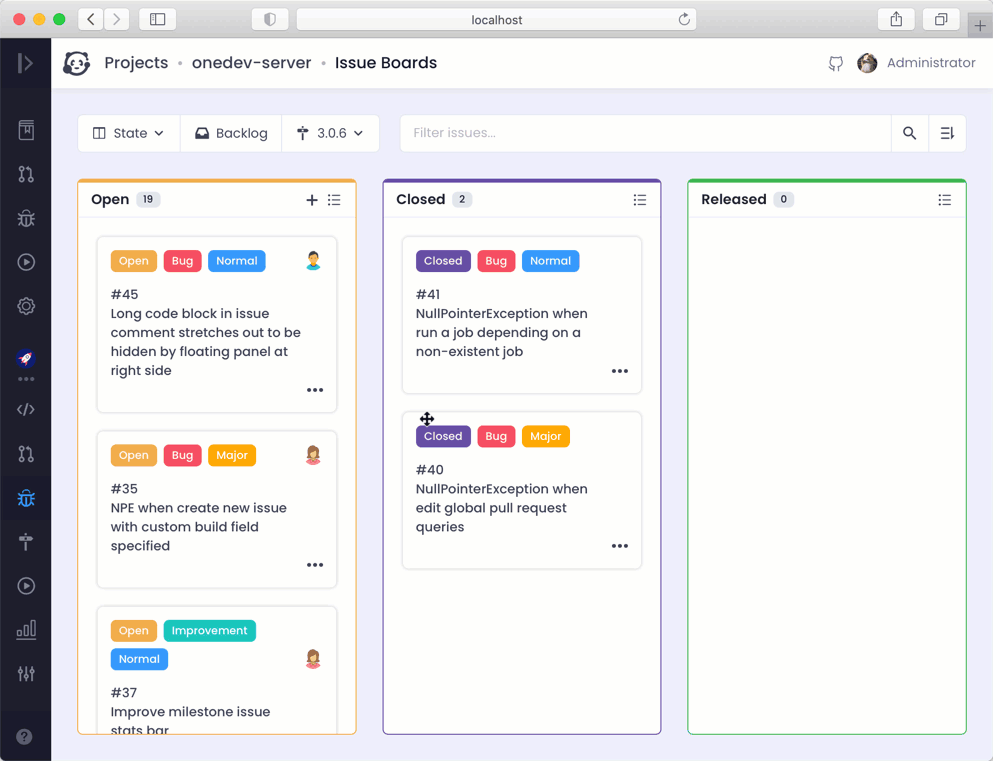 localhost
Projects • onedev-server • Issue Boards
Administrator
State
Backlog
3.0.6
Filter issues...
Open 19
Open Bug Normal
#45
Long code block in issue
comment stretches out to be
hidden by floating panel at
right side
Open Bug Major
#35
NPE when create new issue
with custom build field
specified
Open Improvement
Normal
#37
Improve milestone issue
stats bar
Closed 2
Closed Bug Normal
#41
NullPointerException when
run a job depending on a
non-existent job
Closed Bug Major
#40
NullPointerException when
edit global pull request
queries
Released 0